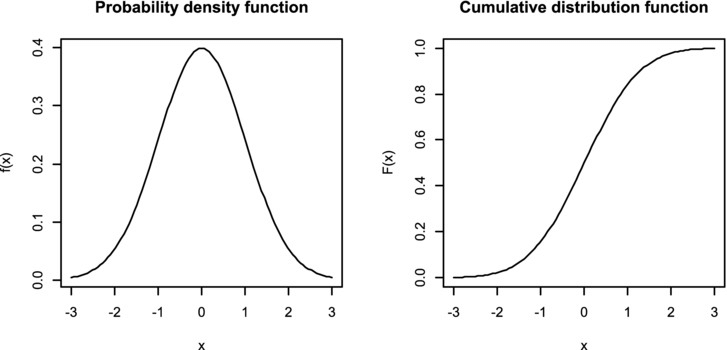 Probability density function
f(x)
0.4
0.3
0.2
0.1
0.0
-3 -2 -1 0 1 2 3
x
Cumulative distribution function
F(x)
1.0
0.8
0.6
0.4
0.2
0.0
-3 -2 -1 0 1 2 3
x